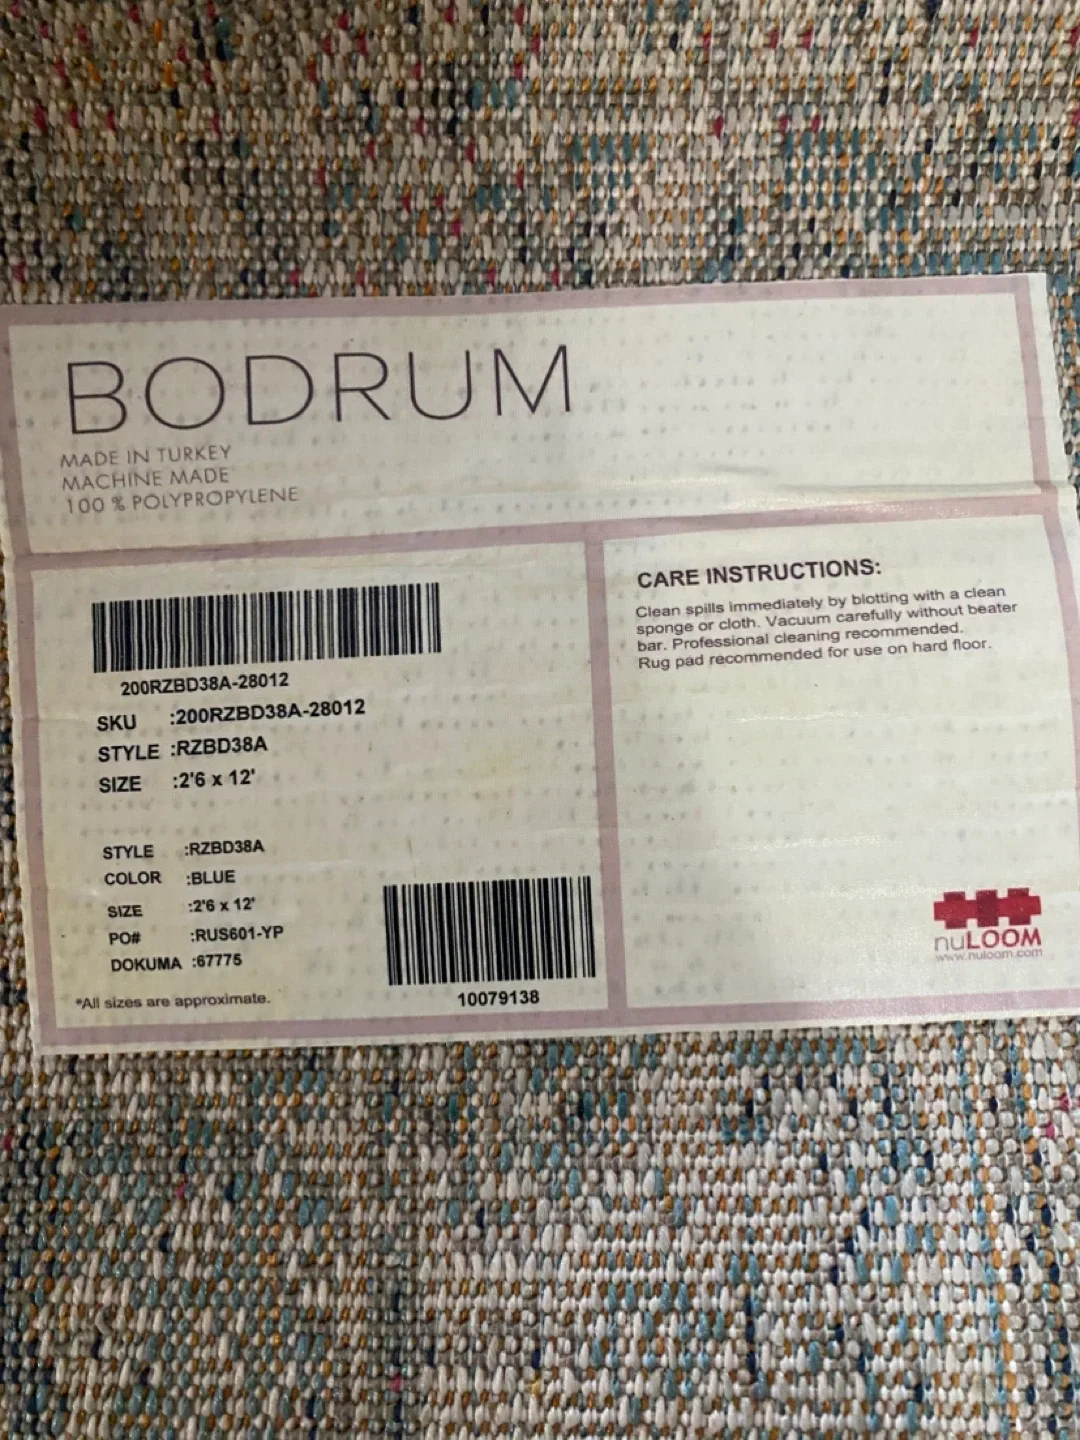 BODRUM
MADE IN TURKEY
MACHINE MADE
100 % POLYPROPYLENE
200RZBD38A-28012
SKU :200RZBD38A-28012
STYLE :RZBD38A
SIZE :2'6 x 12'
STYLE :RZBD38A
COLOR :BLUE
SIZE :2'6 x 12'
PO# :RUS601-YP
DOKUMA :67775
*All sizes are approximate.
10079138
CARE INSTRUCTIONS:
Clean spills immediately by blotting with a clean
sponge or cloth. Vacuum carefully without beater
bar. Professional cleaning recommended.
Rug pad recommended for use on hard floor.
nuLOOM
www.nuloom.com